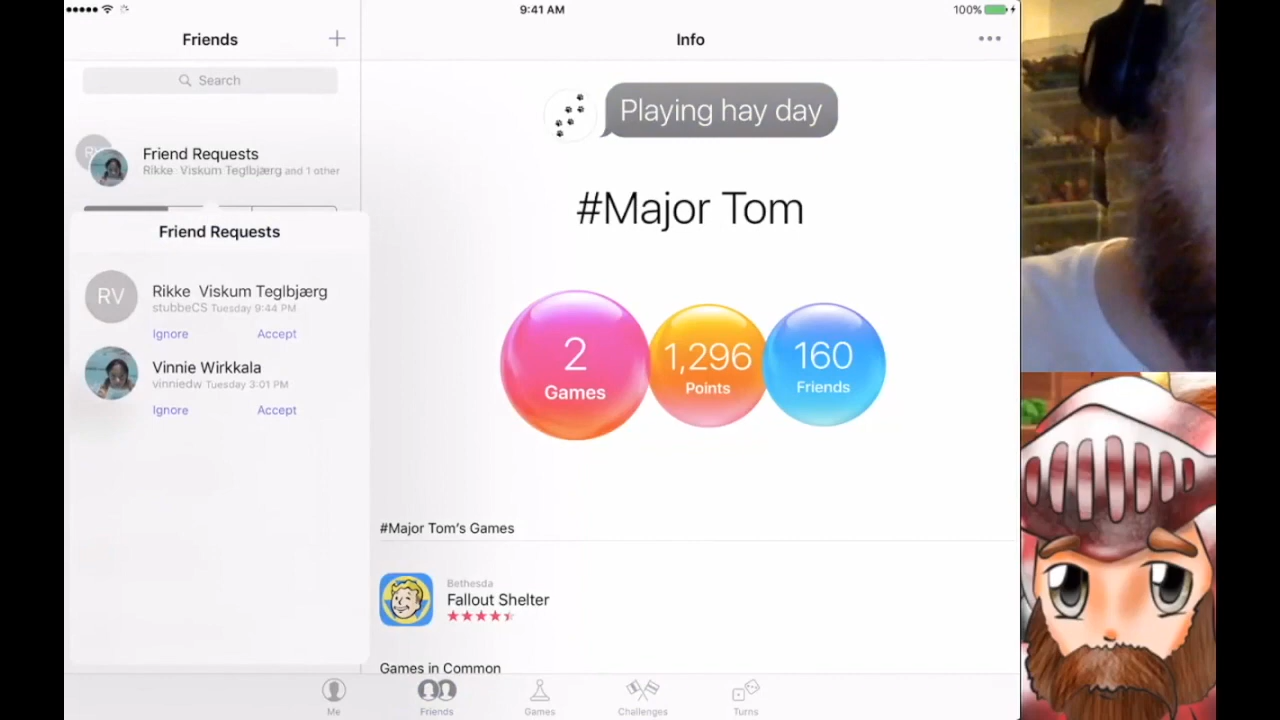 9:41 AM
100%
Friends
+
Info
Search
Playing hay day
RV
Friend Requests
Rikke Viskum Teglbjærg and 1 other
#Major Tom
Friend Requests
RV
Rikke Viskum Teglbjærg
stubbeCS Tuesday 9:44 PM
Ignore Accept
Vinnie Wirkkala
vinniedw Tuesday 3:01 PM
Ignore Accept
2
Games
1,296
Points
160
Friends
#Major Tom's Games
Bethesda
Fallout Shelter
Games in Common
Me
Friends
Games
Challenges
Turns